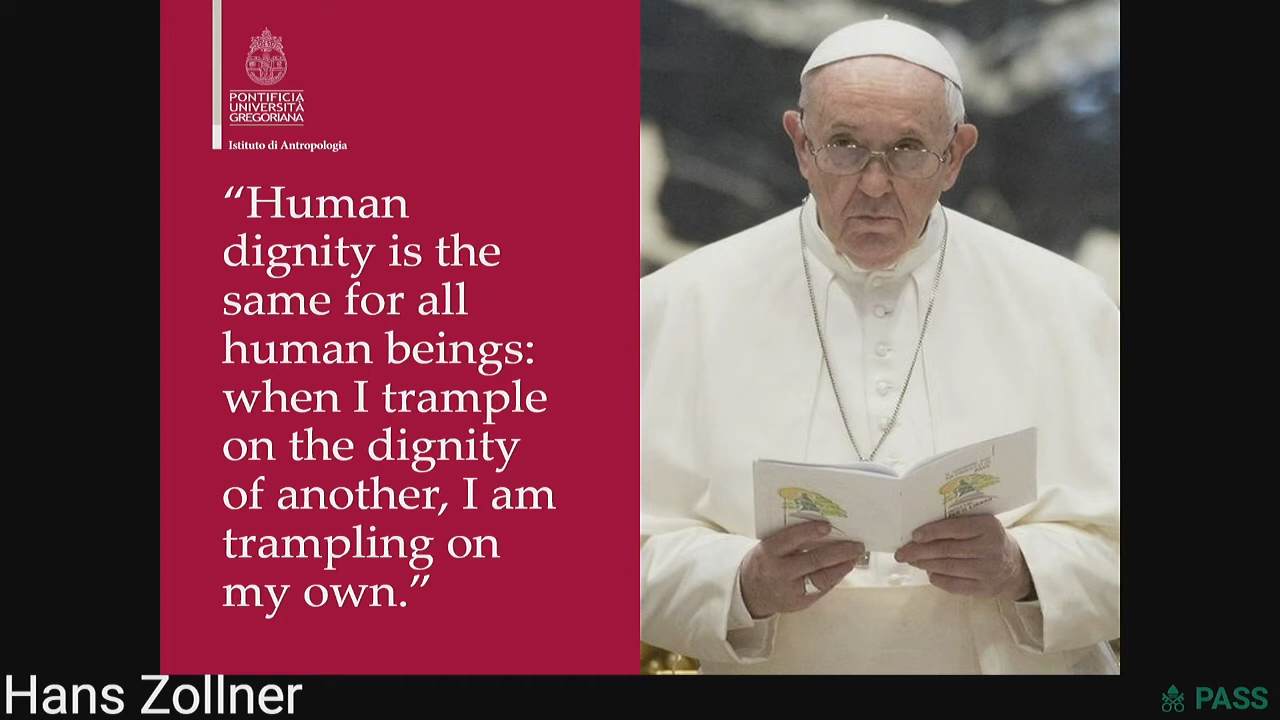 PONTIFICIA
UNIVERSITÀ
GREGORIANA
Istituto di Antropologia
“Human
dignity is the
same for all
human beings:
when I trample
on the dignity
of another, I am
trampling on
my own.”
Hans Zollner
PASS